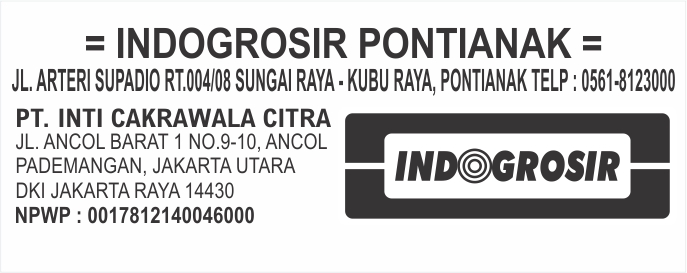 = INDOGROSIR PONTIANAK =
JL. ARTERI SUPADIO RT.004/08 SUNGAI RAYA - KUBU RAYA, PONTIANAK TELP : 0561-8123000
PT. INTI CAKRAWALA CITRA
JL. ANCOL BARAT 1 NO.9-10, ANCOL
PADEMANGAN, JAKARTA UTARA
DKI JAKARTA RAYA 14430
NPWP : 0017812140046000
INDOGROSIR